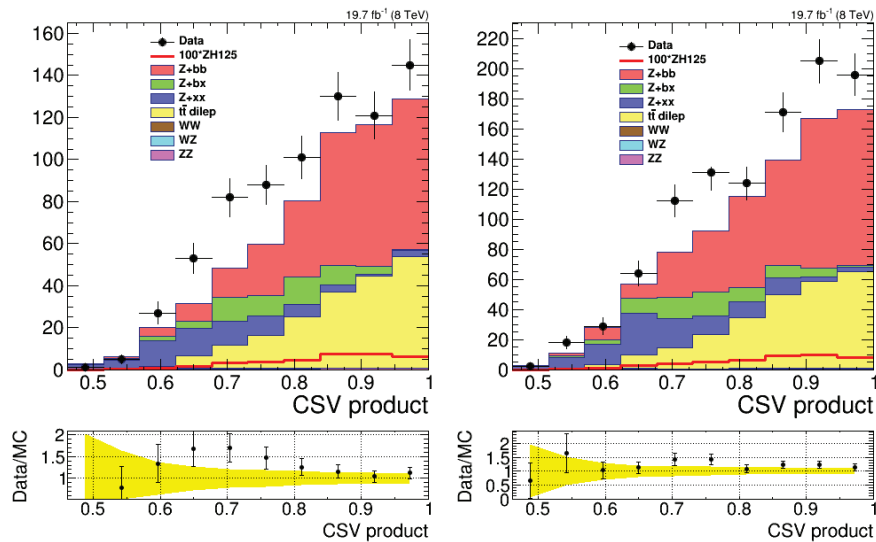 19.7 fb⁻¹ (8 TeV)
160
140
120
100
80
60
40
20
0
Data
100*ZH125
Z+bb
Z+bx
Z+xx
tt̄ dilep
WW
WZ
ZZ
0.5 0.6 0.7 0.8 0.9 1
CSV product
Data/MC
2
1.5
1
0.5 0.6 0.7 0.8 0.9 1
CSV product
19.7 fb⁻¹ (8 TeV)
220
200
180
160
140
120
100
80
60
40
20
0
Data
100*ZH125
Z+bb
Z+bx
Z+xx
tt̄ dilep
WW
WZ
ZZ
0.5 0.6 0.7 0.8 0.9 1
CSV product
Data/MC
2
1.5
1
0.5
0
0.5 0.6 0.7 0.8 0.9 1
CSV product